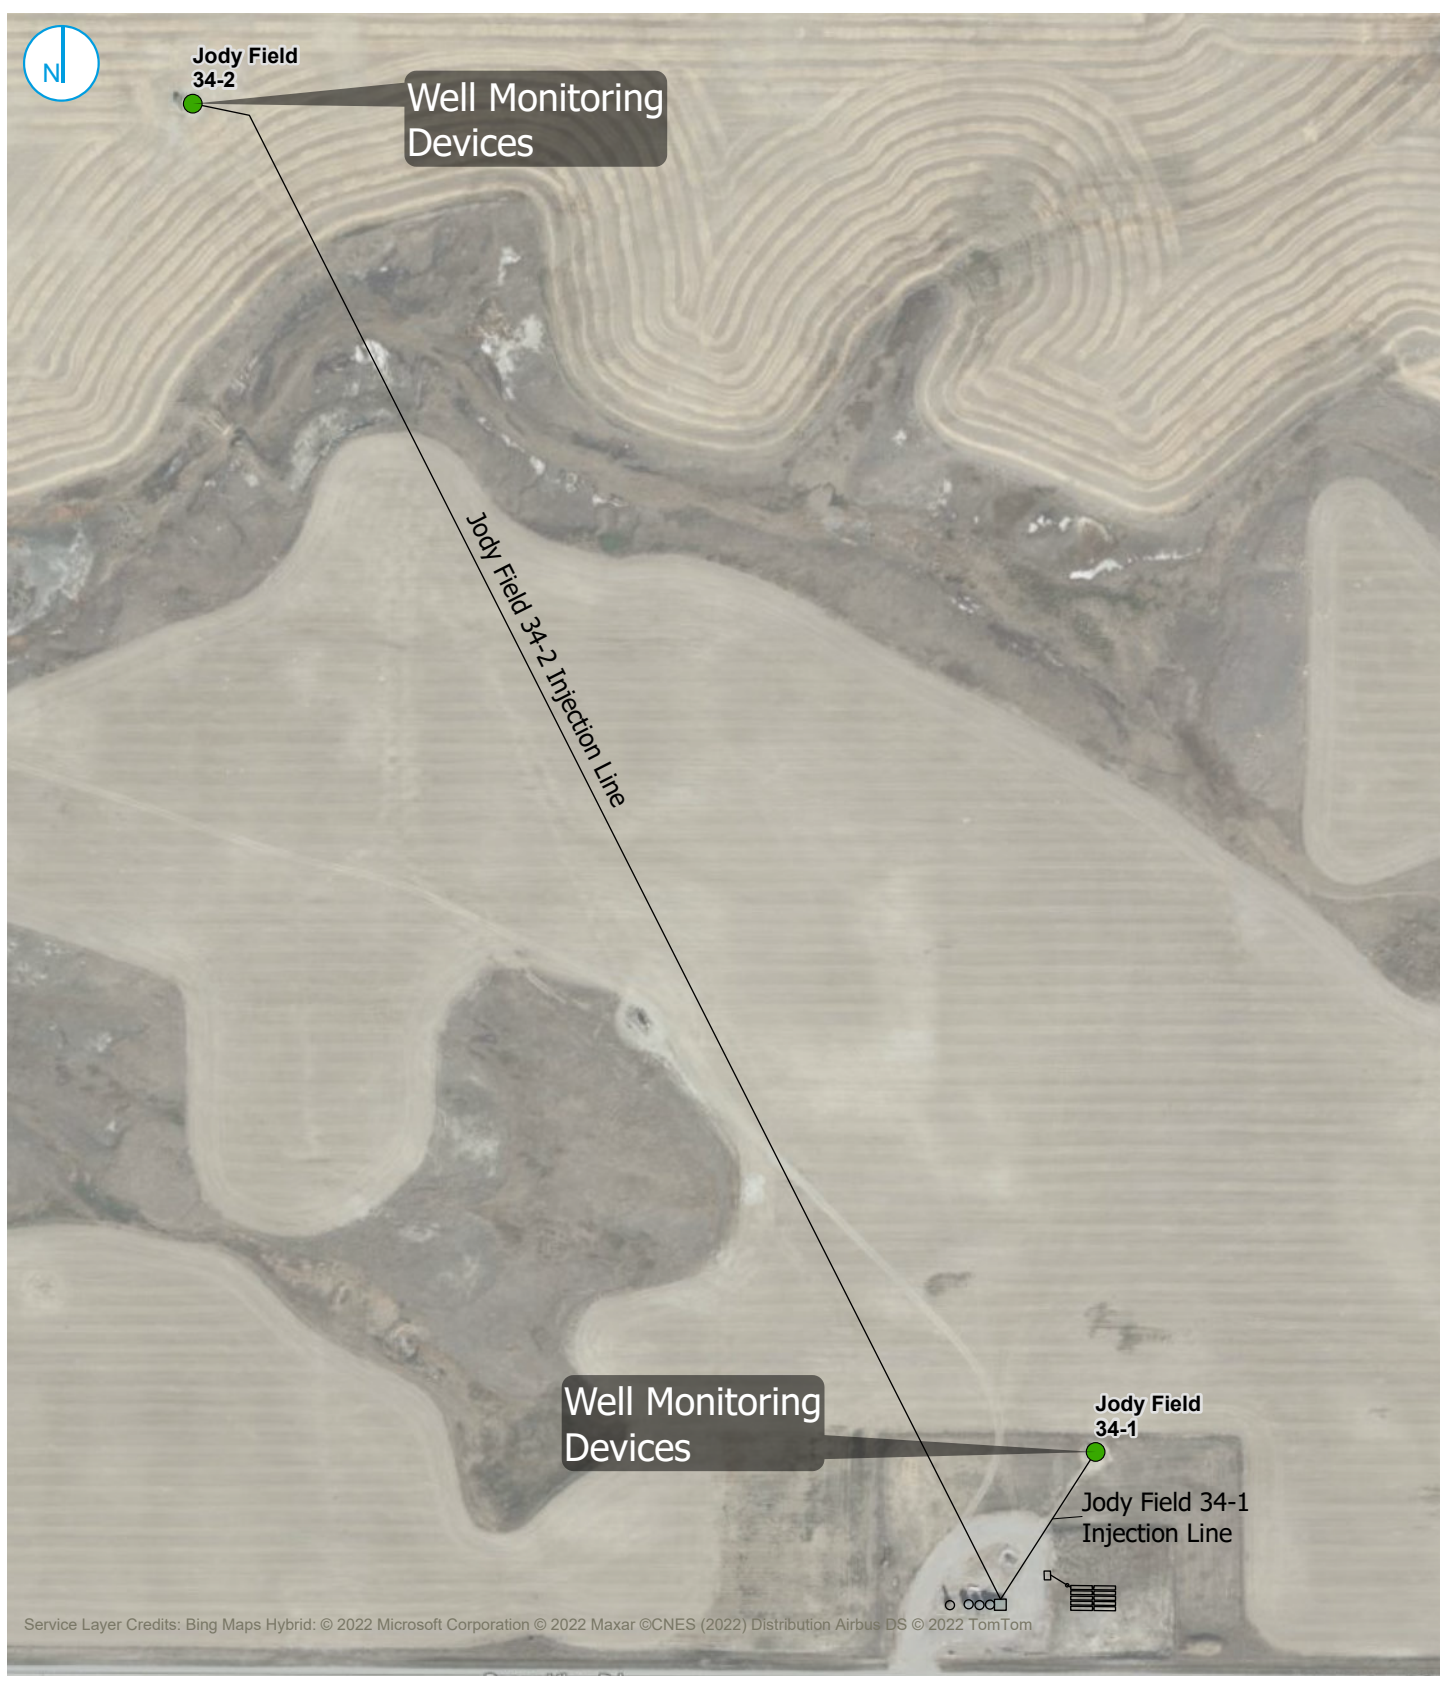 N
Jody Field
34-2
Well Monitoring
Devices
Jody Field 34-2 Injection Line
Well Monitoring
Devices
Jody Field
34-1
Jody Field 34-1
Injection Line
Service Layer Credits: Bing Maps Hybrid: © 2022 Microsoft Corporation © 2022 Maxar ©CNES (2022) Distribution Airbus DS © 2022 TomTom